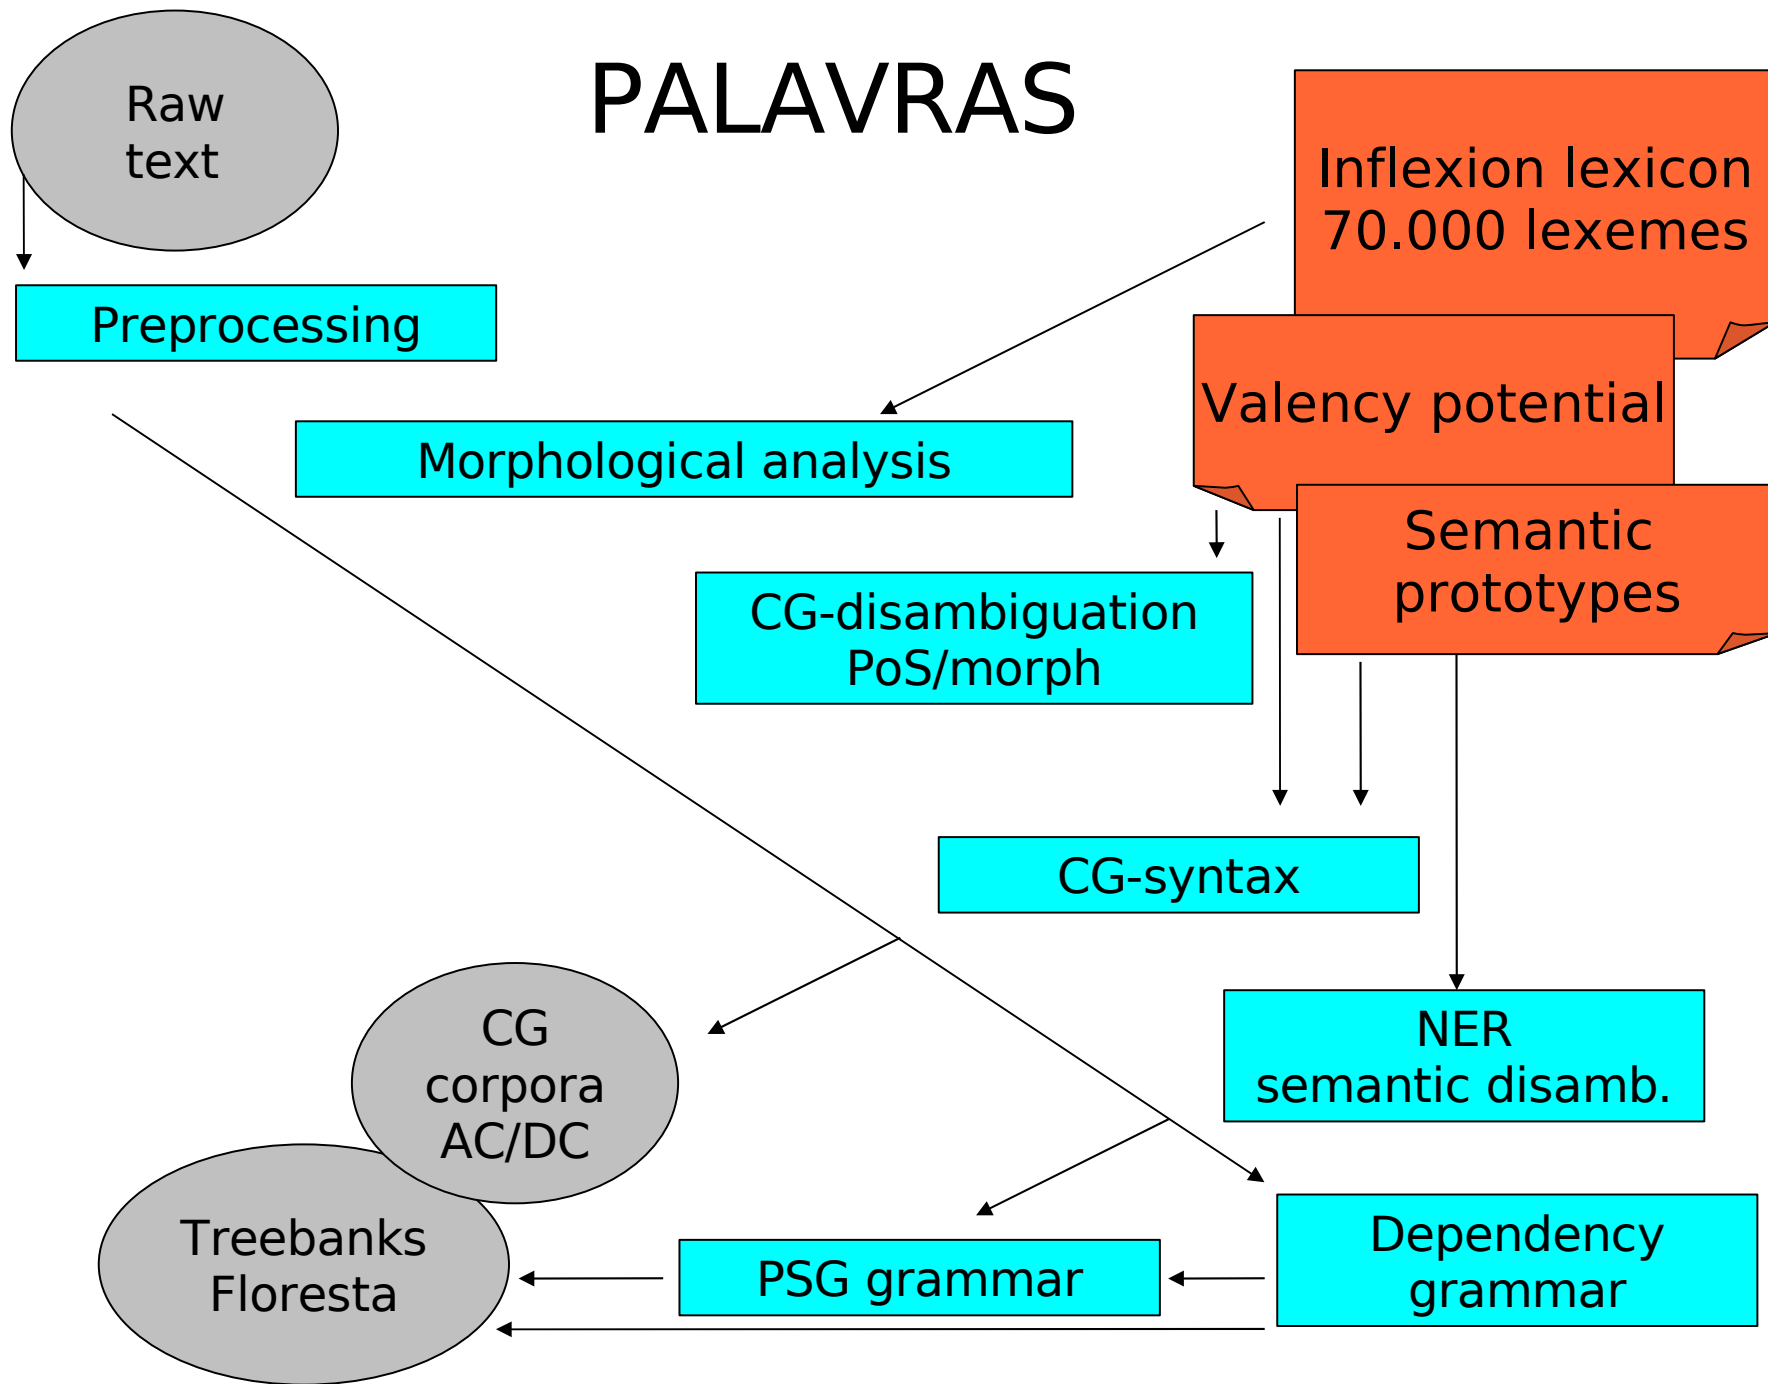 PALAVRAS
Raw
text
Inflexion lexicon
70.000 lexemes
Preprocessing
Valency potential
Morphological analysis
Semantic
prototypes
CG-disambiguation
PoS/morph
CG-syntax
NER
semantic disamb.
CG
corpora
AC/DC
Treebanks
Floresta
PSG grammar
Dependency
grammar